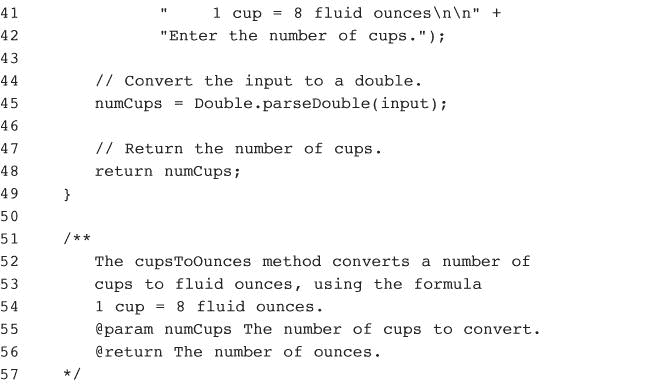 41               "     1 cup = 8 fluid ounces\n\n" +
42               "Enter the number of cups.");
43
44        // Convert the input to a double.
45        numCups = Double.parseDouble(input);
46
47        // Return the number of cups.
48        return numCups;
49     }
50
51     /**
52        The cupsToOunces method converts a number of
53        cups to fluid ounces, using the formula
54        1 cup = 8 fluid ounces.
55        @param numCups The number of cups to convert.
56        @return The number of ounces.
57     */